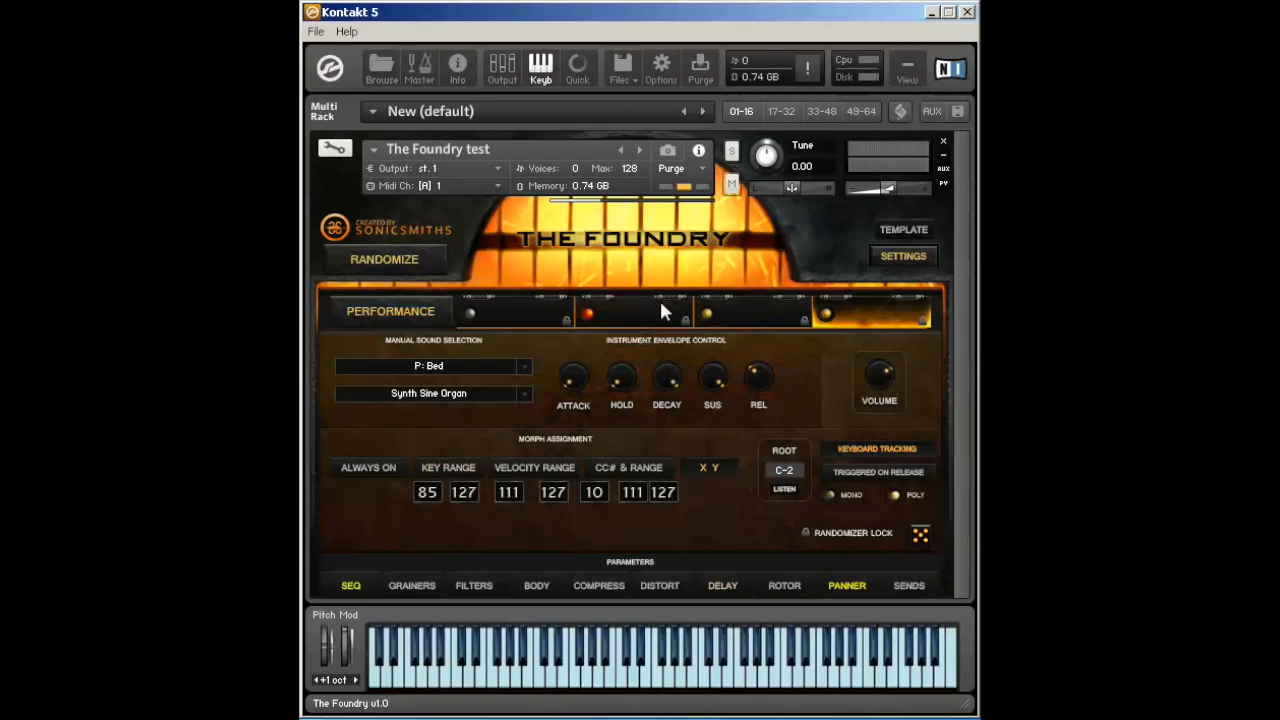 Kontakt 5
File Help
Browse Master Info Output Keyb Quick Files Options Purge
0
0.74 GB
!
Cpu
Disk
View
NI
Multi Rack
New (default)
01-16 17-32 33-48 49-64 AUX
The Foundry test
Output: st. 1 Voices: 0 Max: 128 Purge
Midi Ch: [A] 1 Memory: 0.74 GB
S
M
Tune
0.00
L R
AUX
PV
CREATED BY
SONICSMITHS
THE FOUNDRY
TEMPLATE
RANDOMIZE
SETTINGS
PERFORMANCE
MANUAL SOUND SELECTION
INSTRUMENT ENVELOPE CONTROL
P: Bed
Synth Sine Organ
ATTACK HOLD DECAY SUS REL
VOLUME
MORPH ASSIGNMENT
ALWAYS ON KEY RANGE VELOCITY RANGE CC# & RANGE X Y
85 127 111 127 10 111 127
ROOT
C-2
LISTEN
KEYBOARD TRACKING
TRIGGERED ON RELEASE
MONO POLY
RANDOMIZER LOCK
PARAMETERS
SEQ GRAINERS FILTERS BODY COMPRESS DISTORT DELAY ROTOR PANNER SENDS
Pitch Mod
+1 oct
The Foundry v1.0